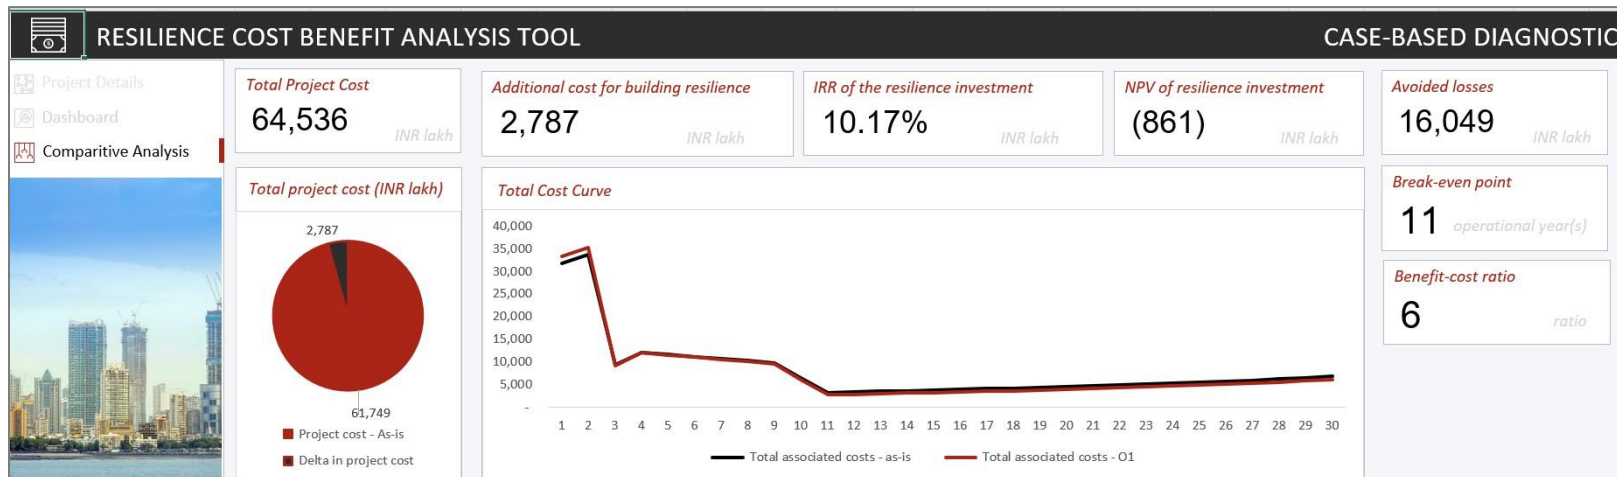 RESILIENCE COST BENEFIT ANALYSIS TOOL
CASE-BASED DIAGNOSTIC
Project Details
Dashboard
Comparitive Analysis
Total Project Cost
64,536
INR lakh
Additional cost for building resilience
2,787
INR lakh
IRR of the resilience investment
10.17%
INR lakh
NPV of resilience investment
(861)
INR lakh
Avoided losses
16,049
INR lakh
Total project cost (INR lakh)
2,787
61,749
Project cost - As-is
Delta in project cost
Total Cost Curve
40,000
35,000
30,000
25,000
20,000
15,000
10,000
5,000
-
1 2 3 4 5 6 7 8 9 10 11 12 13 14 15 16 17 18 19 20 21 22 23 24 25 26 27 28 29 30
Total associated costs - as-is
Total associated costs - O1
Break-even point
11
operational year(s)
Benefit-cost ratio
6
ratio